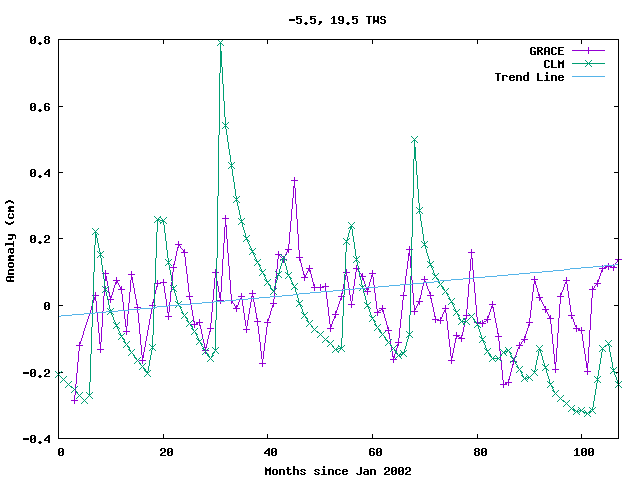 -5.5, 19.5 TWS
GRACE
CLM
Trend Line
0.8
0.6
0.4
0.2
0
-0.2
-0.4
Anomaly (cm)
0 20 40 60 80 100
Months since Jan 2002